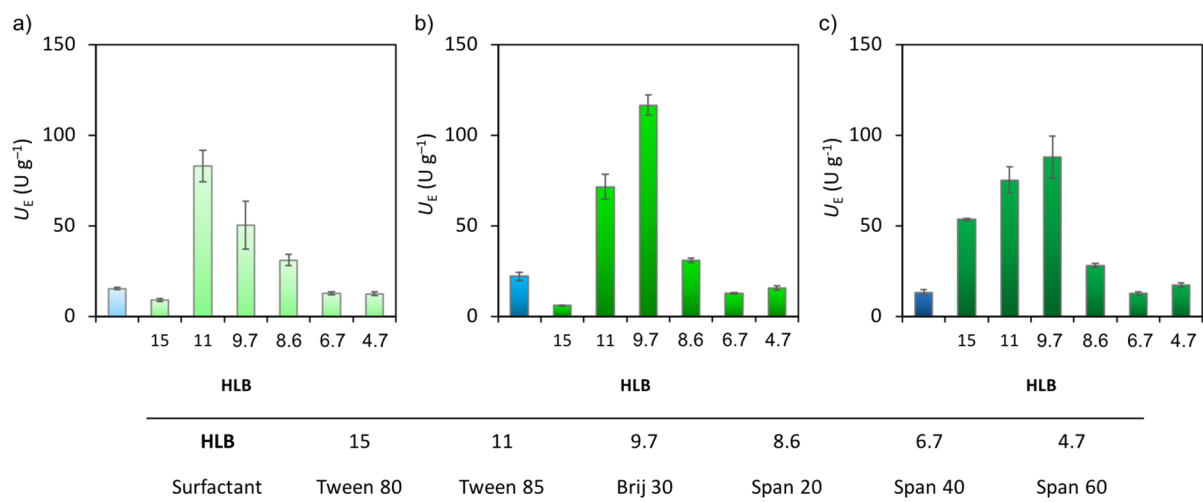 a)
150
100
50
0
U_E (U g⁻¹)
15 11 9.7 8.6 6.7 4.7
HLB
b)
150
100
50
0
U_E (U g⁻¹)
15 11 9.7 8.6 6.7 4.7
HLB
c)
150
100
50
0
U_E (U g⁻¹)
15 11 9.7 8.6 6.7 4.7
HLB
HLB 15 11 9.7 8.6 6.7 4.7
Surfactant Tween 80 Tween 85 Brij 30 Span 20 Span 40 Span 60